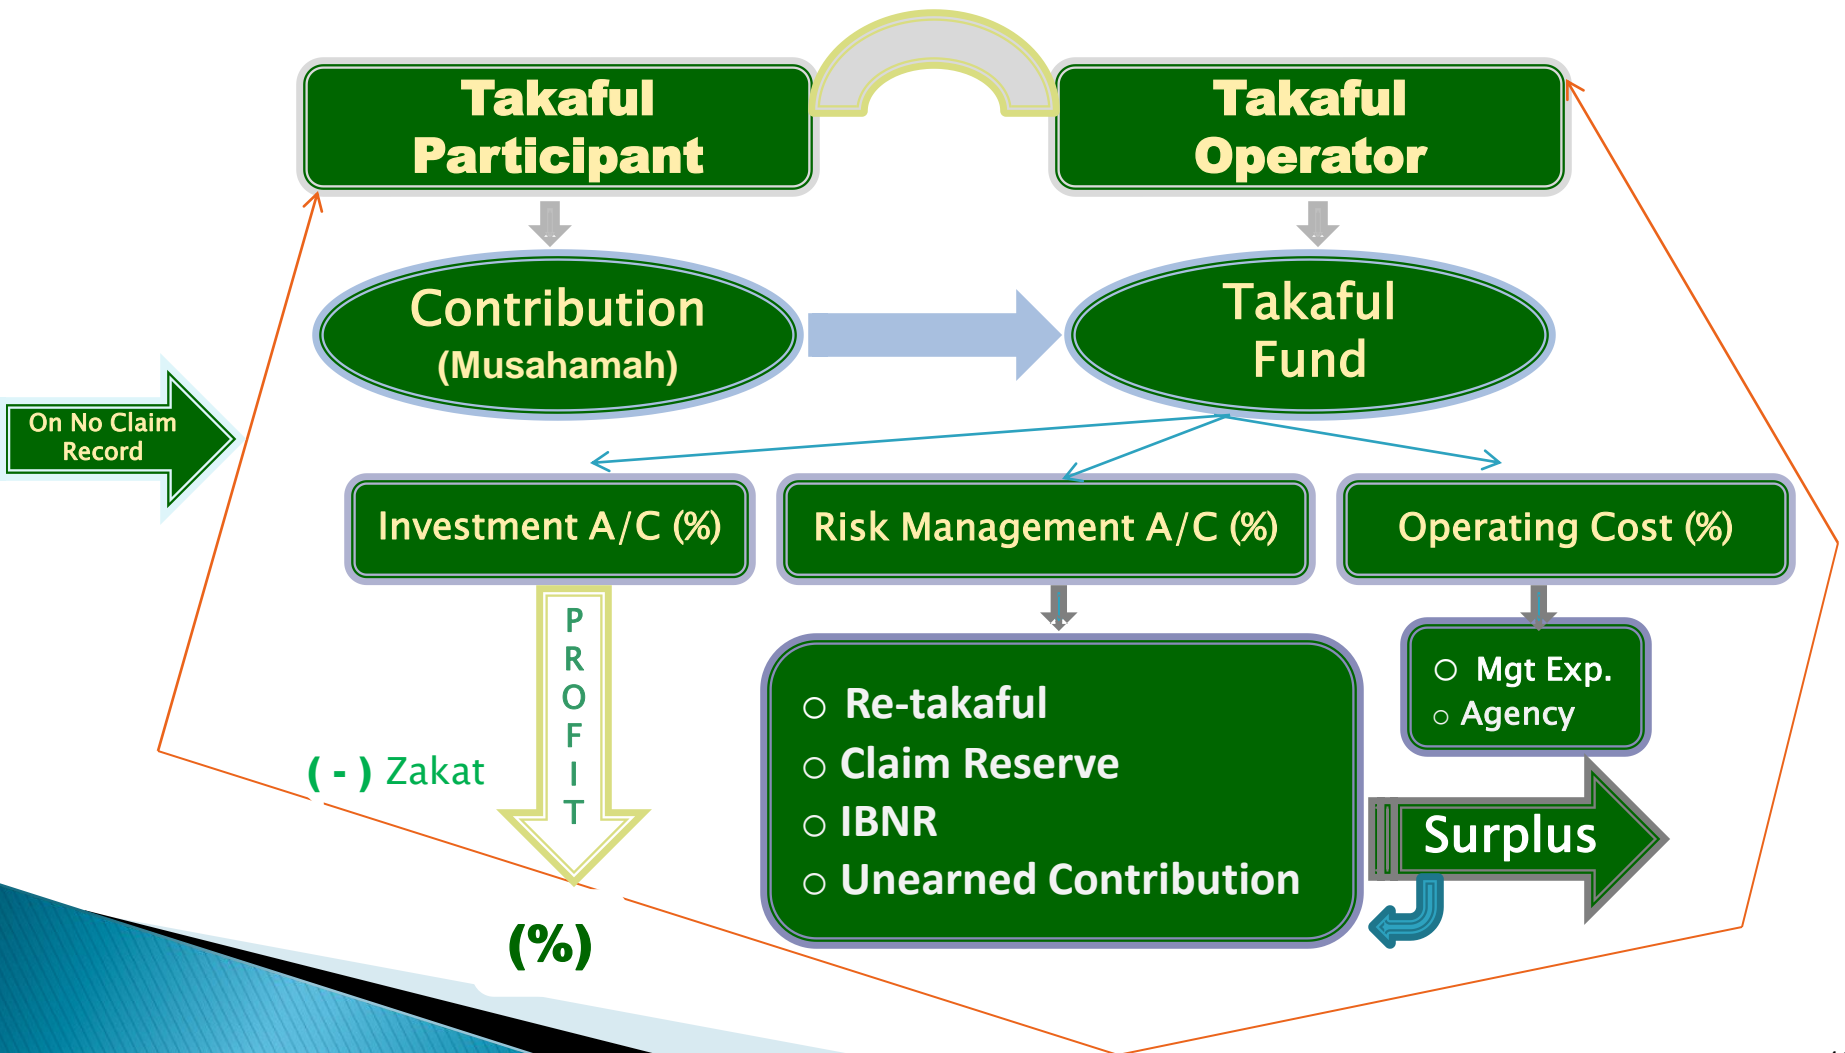 Takaful
Participant
Takaful
Operator
Contribution
(Musahamah)
Takaful
Fund
On No Claim
Record
Investment A/C (%)
Risk Management A/C (%)
Operating Cost (%)
P
R
O
F
I
T
(-) Zakat
(%)
○ Re-takaful
○ Claim Reserve
○ IBNR
○ Unearned Contribution
○ Mgt Exp.
○ Agency
Surplus